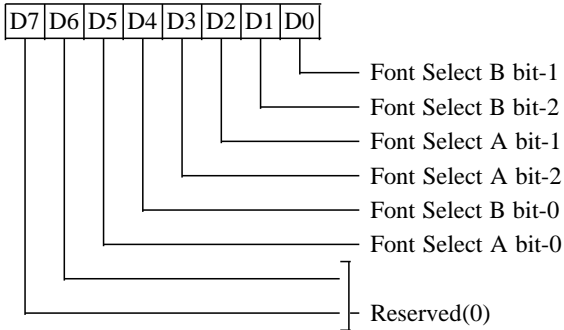 D7 D6 D5 D4 D3 D2 D1 D0
Font Select B bit-1
Font Select B bit-2
Font Select A bit-1
Font Select A bit-2
Font Select B bit-0
Font Select A bit-0
Reserved(0)